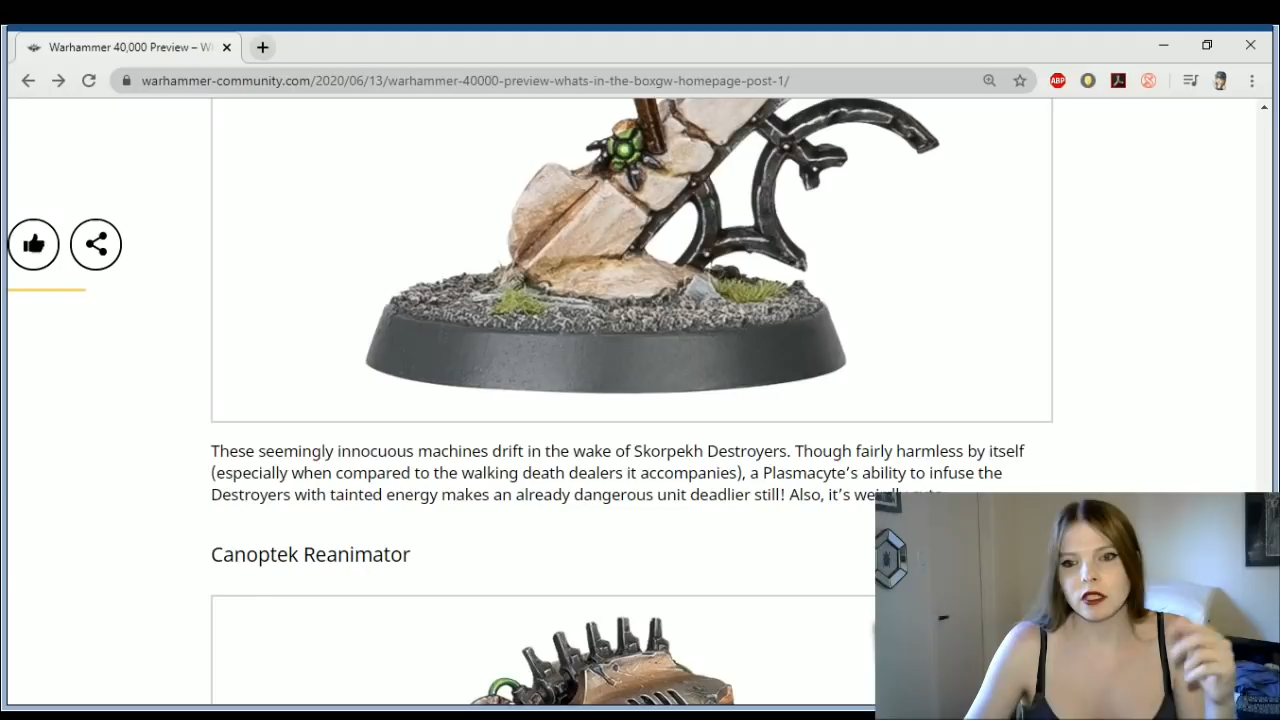 Warhammer 40,000 Preview – W
warhammer-community.com/2020/06/13/warhammer-40000-preview-whats-in-the-boxgw-homepage-post-1/
ABP
These seemingly innocuous machines drift in the wake of Skorpekh Destroyers. Though fairly harmless by itself
(especially when compared to the walking death dealers it accompanies), a Plasmacyte’s ability to infuse the
Destroyers with tainted energy makes an already dangerous unit deadlier still! Also, it’s
Canoptek Reanimator